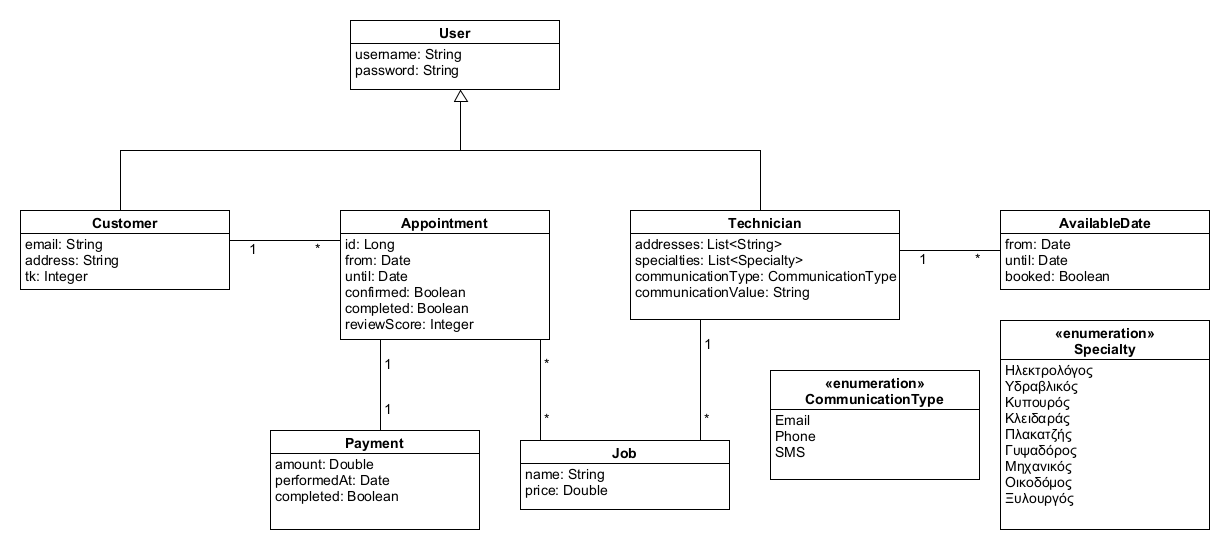 User
username: String
password: String
Customer
email: String
address: String
tk: Integer
1
*
Appointment
id: Long
from: Date
until: Date
confirmed: Boolean
completed: Boolean
reviewScore: Integer
Technician
addresses: List<String>
specialties: List<Specialty>
communicationType: CommunicationType
communicationValue: String
1
*
AvailableDate
from: Date
until: Date
booked: Boolean
1
1
*
*
1
*
Payment
amount: Double
performedAt: Date
completed: Boolean
Job
name: String
price: Double
«enumeration»
CommunicationType
Email
Phone
SMS
«enumeration»
Specialty
Ηλεκτρολόγος
Υδραβλικός
Κυπουρός
Κλειδαράς
Πλακατζής
Γυψαδόρος
Μηχανικός
Οικοδόμος
Ξυλουργός